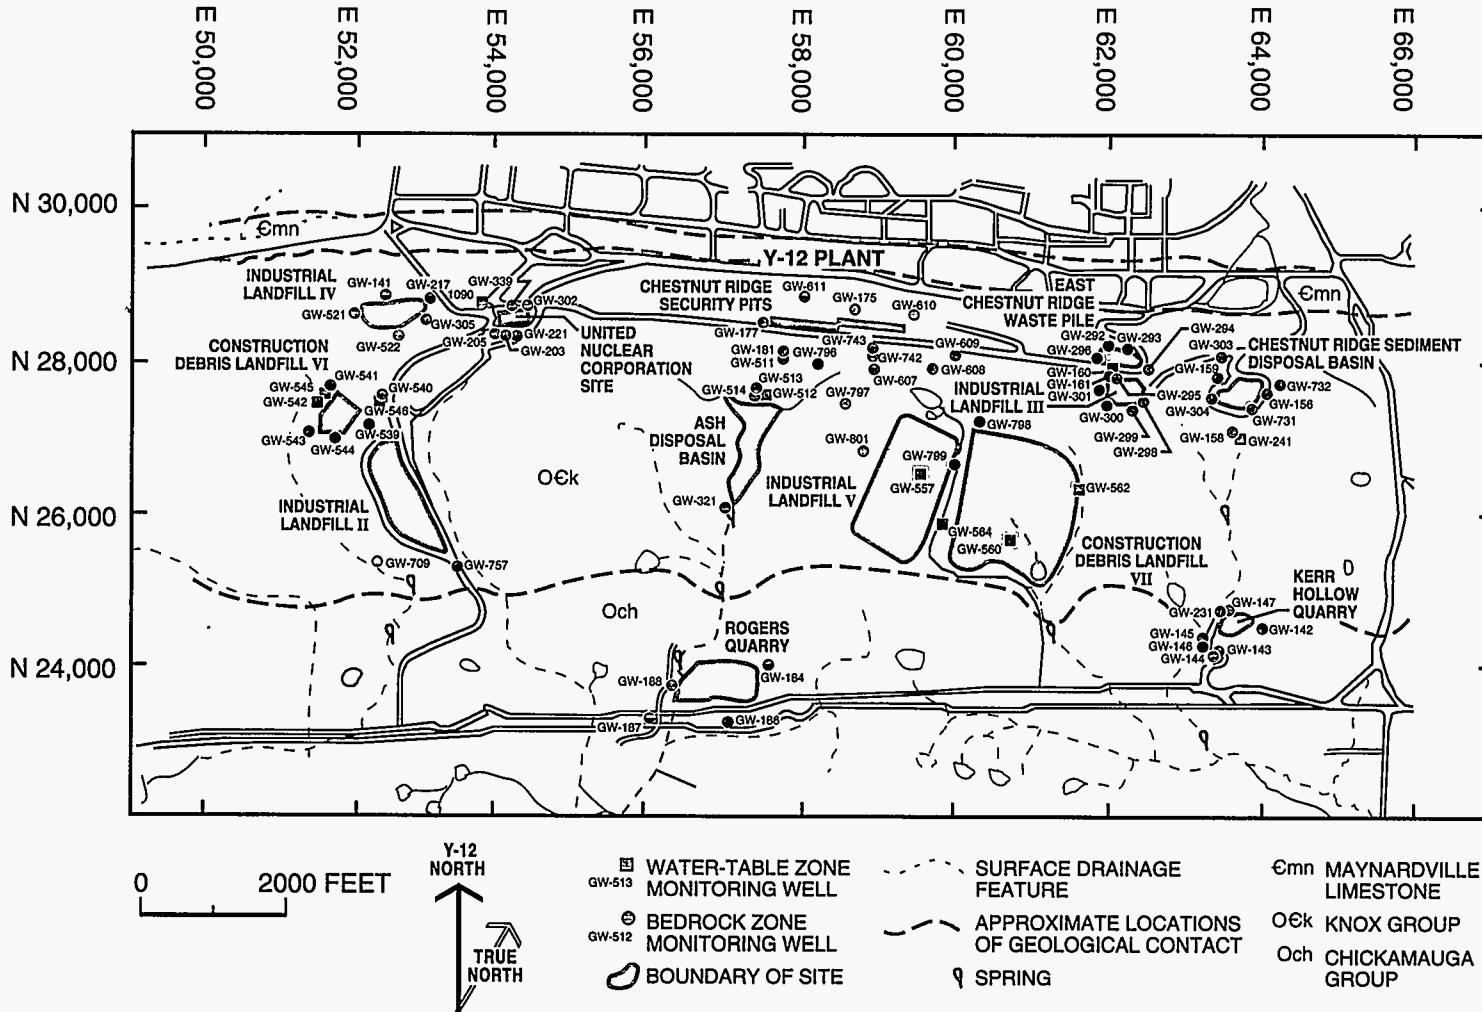 E 50,000
E 52,000
E 54,000
E 56,000
E 58,000
E 60,000
E 62,000
E 64,000
E 66,000
N 30,000
N 28,000
N 26,000
N 24,000
Є​mn
Y-12 PLANT
INDUSTRIAL
LANDFILL IV
GW-141
GW-217
1090
GW-339
GW-302
GW-521
GW-305
GW-522
GW-205
GW-221
GW-203
UNITED
NUCLEAR
CORPORATION
SITE
CHESTNUT RIDGE
SECURITY PITS
GW-611
GW-175
GW-610
GW-177
GW-181
GW-511
GW-796
GW-743
GW-742
GW-609
GW-608
GW-607
GW-513
GW-514
GW-512
GW-797
GW-801
EAST
CHESTNUT RIDGE
WASTE PILE
Єmn
GW-292
GW-293
GW-294
GW-296
GW-160
GW-161
GW-301
GW-300
GW-299
GW-298
GW-295
GW-303
CHESTNUT RIDGE SEDIMENT
DISPOSAL BASIN
GW-159
GW-304
GW-732
GW-156
GW-731
GW-158
GW-241
CONSTRUCTION
DEBRIS LANDFILL VI
GW-541
GW-545
GW-542
GW-540
GW-546
GW-543
GW-544
GW-539
INDUSTRIAL
LANDFILL II
GW-709
GW-757
OЄk
ASH
DISPOSAL
BASIN
GW-321
INDUSTRIAL
LANDFILL III
GW-798
GW-799
GW-557
INDUSTRIAL
LANDFILL V
GW-562
GW-564
GW-560
CONSTRUCTION
DEBRIS LANDFILL
VII
Och
ROGERS
QUARRY
GW-188
GW-184
GW-187
GW-186
KERR
HOLLOW
QUARRY
GW-231
GW-147
GW-142
GW-145
GW-146
GW-144
GW-143
0 2000 FEET
Y-12
NORTH
TRUE
NORTH
GW-513 WATER-TABLE ZONE
MONITORING WELL
GW-512 BEDROCK ZONE
MONITORING WELL
BOUNDARY OF SITE
SURFACE DRAINAGE
FEATURE
APPROXIMATE LOCATIONS
OF GEOLOGICAL CONTACT
SPRING
Єmn MAYNARDVILLE
LIMESTONE
OЄk KNOX GROUP
Och CHICKAMAUGA
GROUP